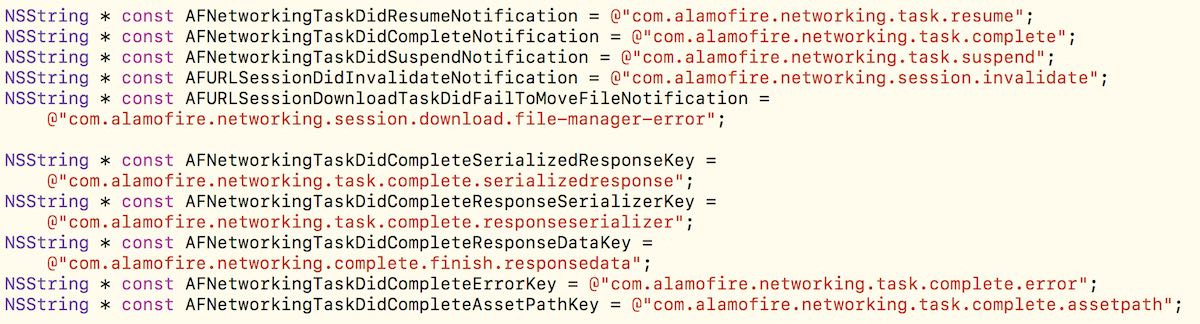 NSString * const AFNetworkingTaskDidResumeNotification = @"com.alamofire.networking.task.resume";
NSString * const AFNetworkingTaskDidCompleteNotification = @"com.alamofire.networking.task.complete";
NSString * const AFNetworkingTaskDidSuspendNotification = @"com.alamofire.networking.task.suspend";
NSString * const AFURLSessionDidInvalidateNotification = @"com.alamofire.networking.session.invalidate";
NSString * const AFURLSessionDownloadTaskDidFailToMoveFileNotification =
    @"com.alamofire.networking.session.download.file-manager-error";

NSString * const AFNetworkingTaskDidCompleteSerializedResponseKey =
    @"com.alamofire.networking.task.complete.serializedresponse";
NSString * const AFNetworkingTaskDidCompleteResponseSerializerKey =
    @"com.alamofire.networking.task.complete.responseserializer";
NSString * const AFNetworkingTaskDidCompleteResponseDataKey =
    @"com.alamofire.networking.complete.finish.responsedata";
NSString * const AFNetworkingTaskDidCompleteErrorKey = @"com.alamofire.networking.task.complete.error";
NSString * const AFNetworkingTaskDidCompleteAssetPathKey = @"com.alamofire.networking.task.complete.assetpath";